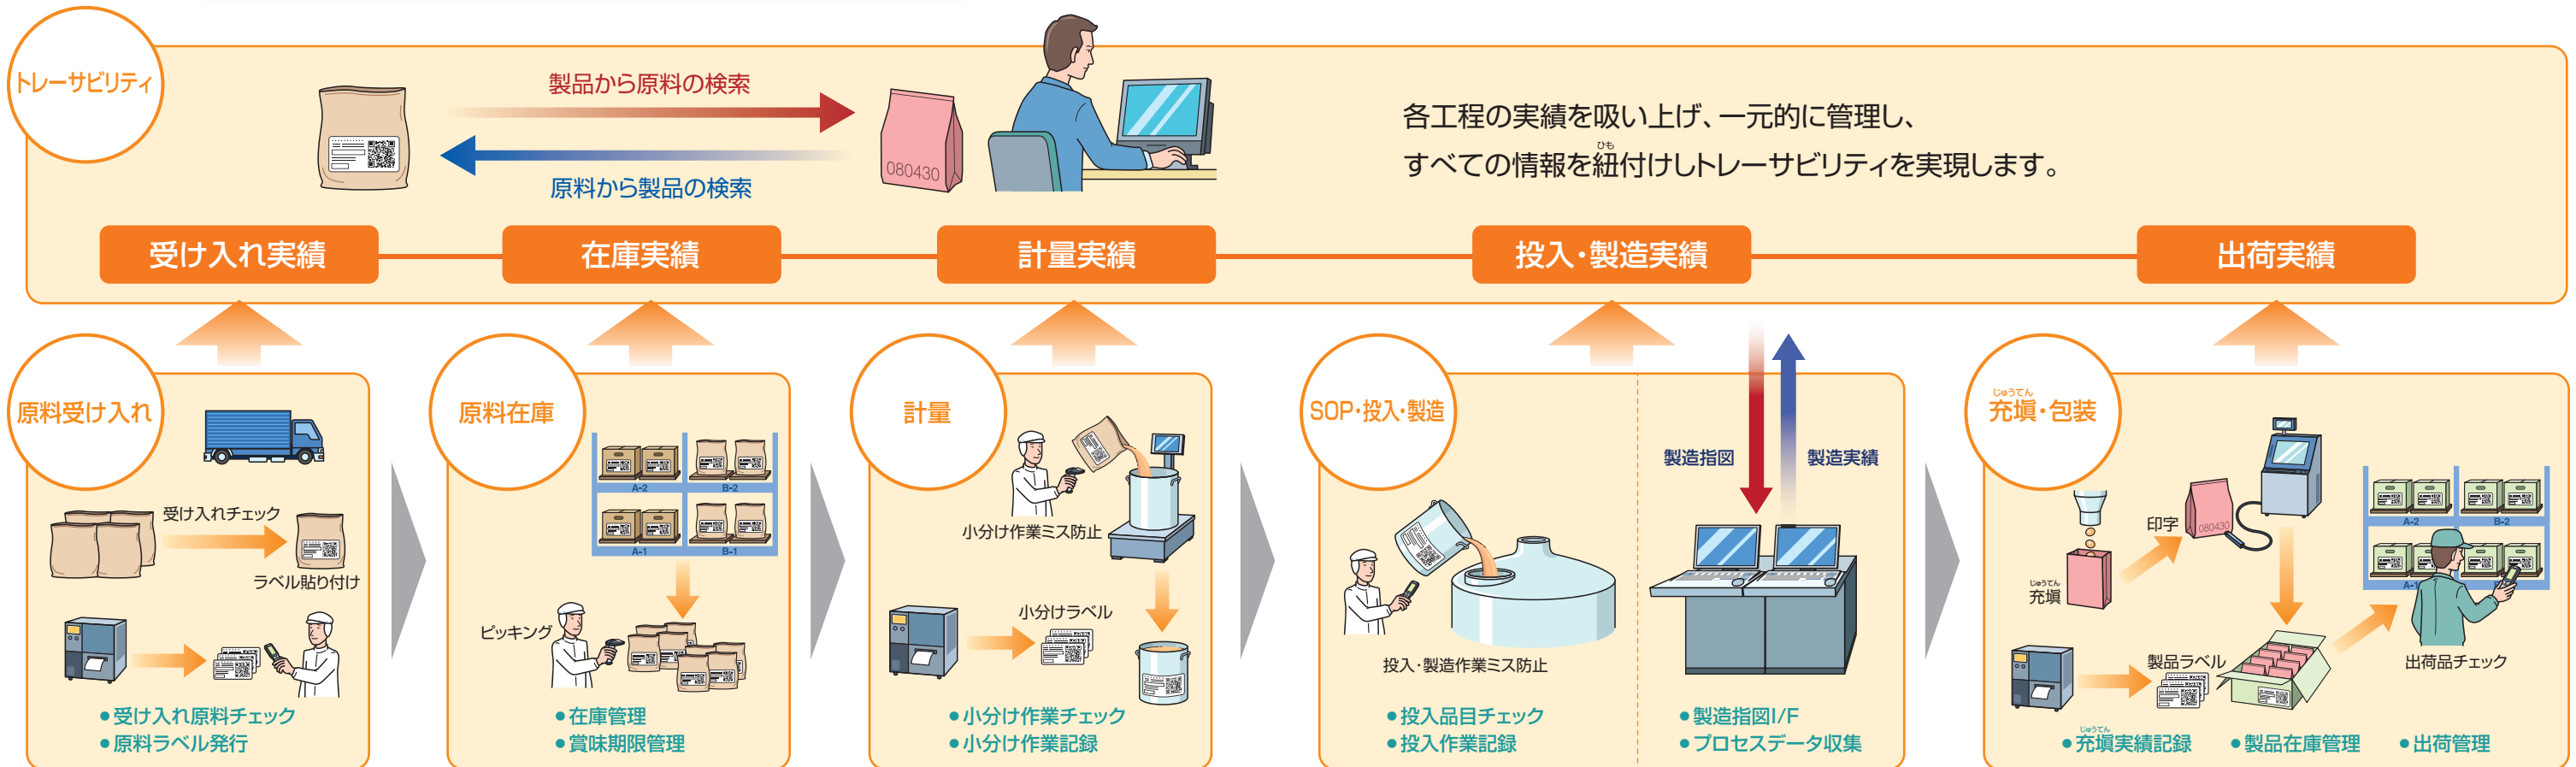 トレーサビリティ
製品から原料の検索
原料から製品の検索
080430
各工程の実績を吸い上げ、一元的に管理し、
ひも
すべての情報を紐付けしトレーサビリティを実現します。
受け入れ実績
在庫実績
計量実績
投入・製造実績
出荷実績
原料受け入れ
受け入れチェック
ラベル貼り付け
●受け入れ原料チェック
●原料ラベル発行
原料在庫
A-2
B-2
A-1
B-1
ピッキング
●在庫管理
●賞味期限管理
計量
小分け作業ミス防止
小分けラベル
●小分け作業チェック
●小分け作業記録
SOP・投入・製造
製造指図
製造実績
投入・製造作業ミス防止
●投入品目チェック
●投入作業記録
●製造指図I/F
●プロセスデータ収集
じゅうてん
充塡・包装
じゅうてん
充塡
印字
080430
製品ラベル
A-2
B-2
A-1
出荷品チェック
じゅうてん
●充塡実績記録
●製品在庫管理
●出荷管理